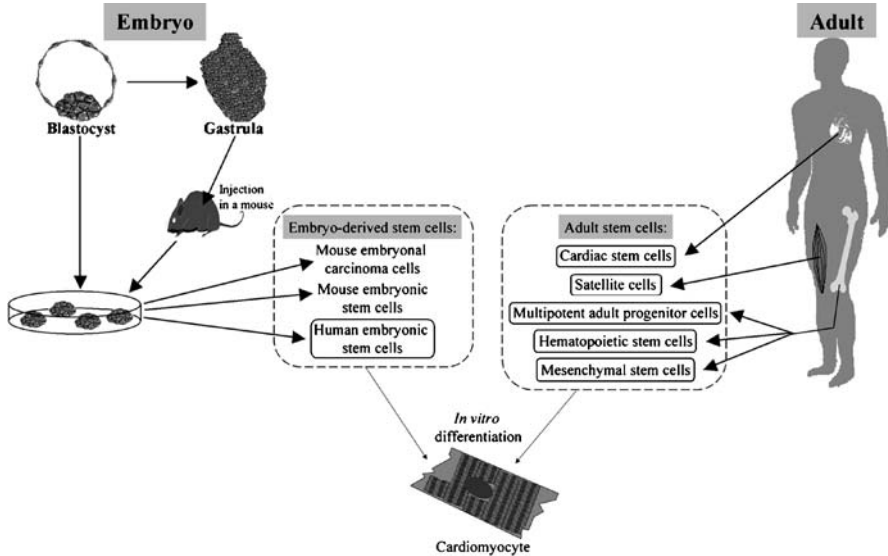 Embryo
Adult
Blastocyst
Gastrula
Injection
in a mouse
Embryo-derived stem cells:
Mouse embryonal
carcinoma cells
Mouse embryonic
stem cells
Human embryonic
stem cells
Adult stem cells:
Cardiac stem cells
Satellite cells
Multipotent adult progenitor cells
Hematopoietic stem cells
Mesenchymal stem cells
In vitro
differentiation
Cardiomyocyte